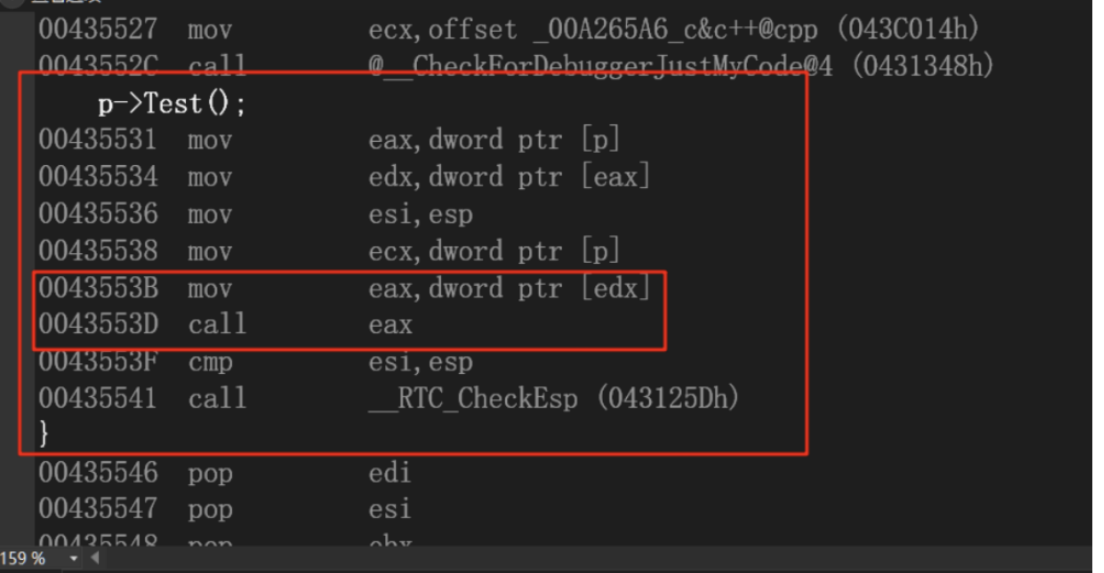 00435527 mov ecx,offset _00A265A6_c&c++@cpp (043C014h)
0043552C call @__CheckForDebuggerJustMyCode@4 (0431348h)
p->Test();
00435531 mov eax,dword ptr [p]
00435534 mov edx,dword ptr [eax]
00435536 mov esi,esp
00435538 mov ecx,dword ptr [p]
0043553B mov eax,dword ptr [edx]
0043553D call eax
0043553F cmp esi,esp
00435541 call __RTC_CheckEsp (043125Dh)
}
00435546 pop edi
00435547 pop esi
00435548 pop ebx
159 %